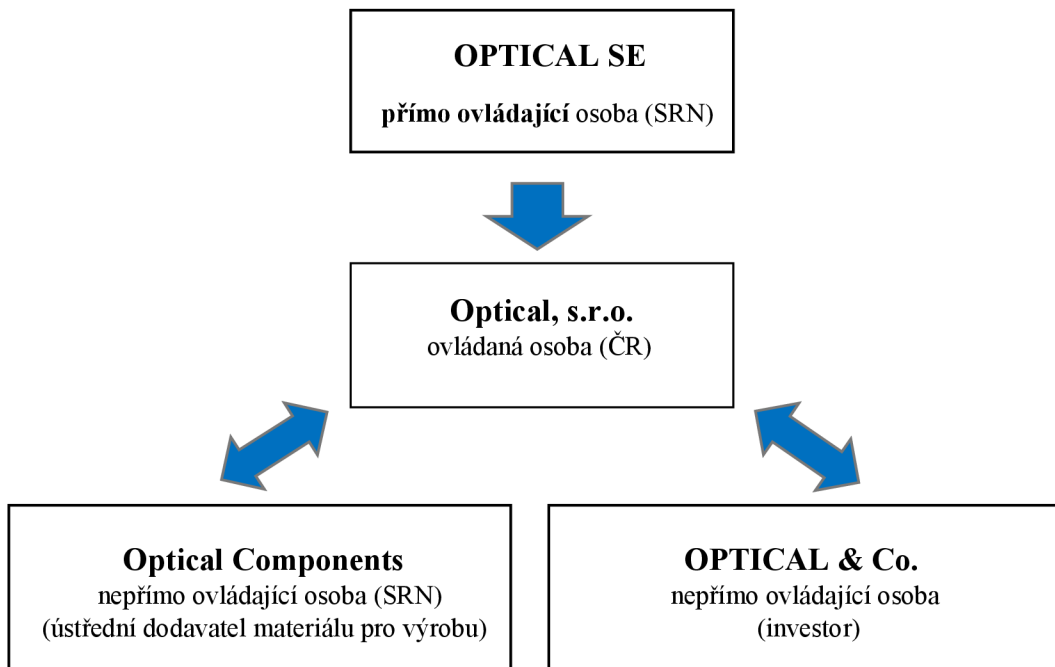 OPTICAL SE
přímo ovládající osoba (SRN)
Optical, s.r.o.
ovládaná osoba (ČR)
Optical Components
nepřímo ovládající osoba (SRN)
(ústřední dodavatel materiálu pro výrobu)
OPTICAL & Co.
nepřímo ovládající osoba
(investor)